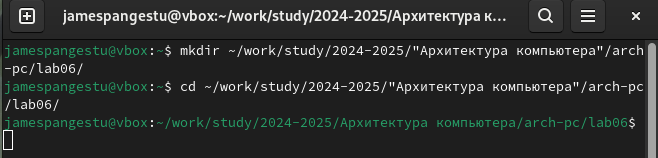 jamespangestu@vbox:~/work/study/2024-2025/Архитектура к...
jamespangestu@vbox:~$ mkdir ~/work/study/2024-2025/"Архитектура компьютера"/arch
-pc/lab06/
jamespangestu@vbox:~$ cd ~/work/study/2024-2025/"Архитектура компьютера"/arch-pc
/lab06/
jamespangestu@vbox:~/work/study/2024-2025/Архитектура компьютера/arch-pc/lab06$